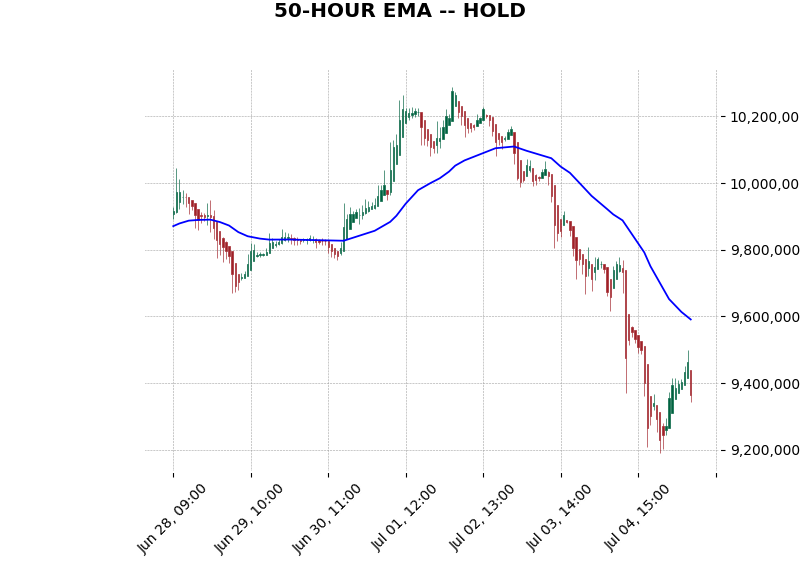 50-HOUR EMA -- HOLD
10,200,000
10,000,000
9,800,000
9,600,000
9,400,000
9,200,000
Jun 28, 09:00
Jun 29, 10:00
Jun 30, 11:00
Jul 01, 12:00
Jul 02, 13:00
Jul 03, 14:00
Jul 04, 15:00